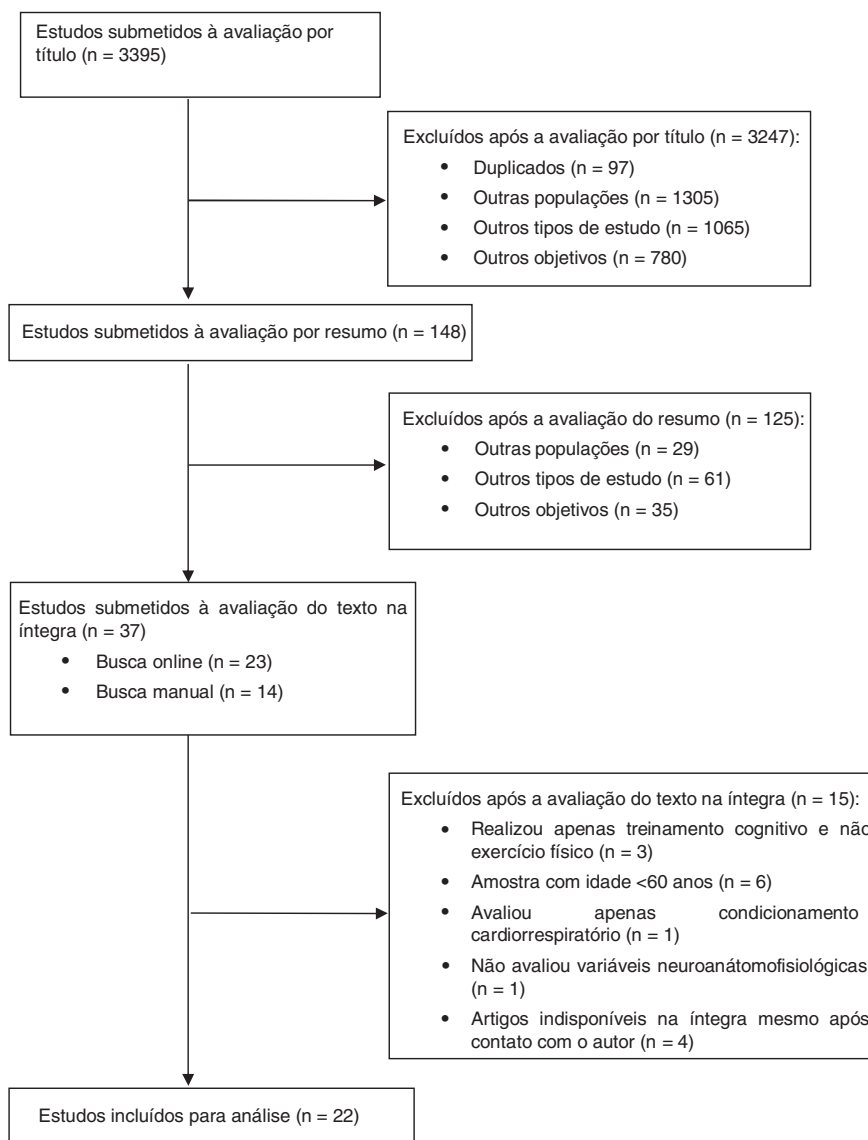 Estudos submetidos à avaliação por
título (n = 3395)
Excluídos após a avaliação por título (n = 3247):
• Duplicados (n = 97)
• Outras populações (n = 1305)
• Outros tipos de estudo (n = 1065)
• Outros objetivos (n = 780)
Estudos submetidos à avaliação por resumo (n = 148)
Excluídos após a avaliação do resumo (n = 125):
• Outras populações (n = 29)
• Outros tipos de estudo (n = 61)
• Outros objetivos (n = 35)
Estudos submetidos à avaliação do texto na
íntegra (n = 37)
• Busca online (n = 23)
• Busca manual (n = 14)
Excluídos após a avaliação do texto na íntegra (n = 15):
• Realizou apenas treinamento cognitivo e não
exercício físico (n = 3)
• Amostra com idade <60 anos (n = 6)
• Avaliou apenas condicionamento
cardiorrespiratório (n = 1)
• Não avaliou variáveis neuroanátomofisiológicas
(n = 1)
• Artigos indisponíveis na íntegra mesmo após
contato com o autor (n = 4)
Estudos incluídos para análise (n = 22)